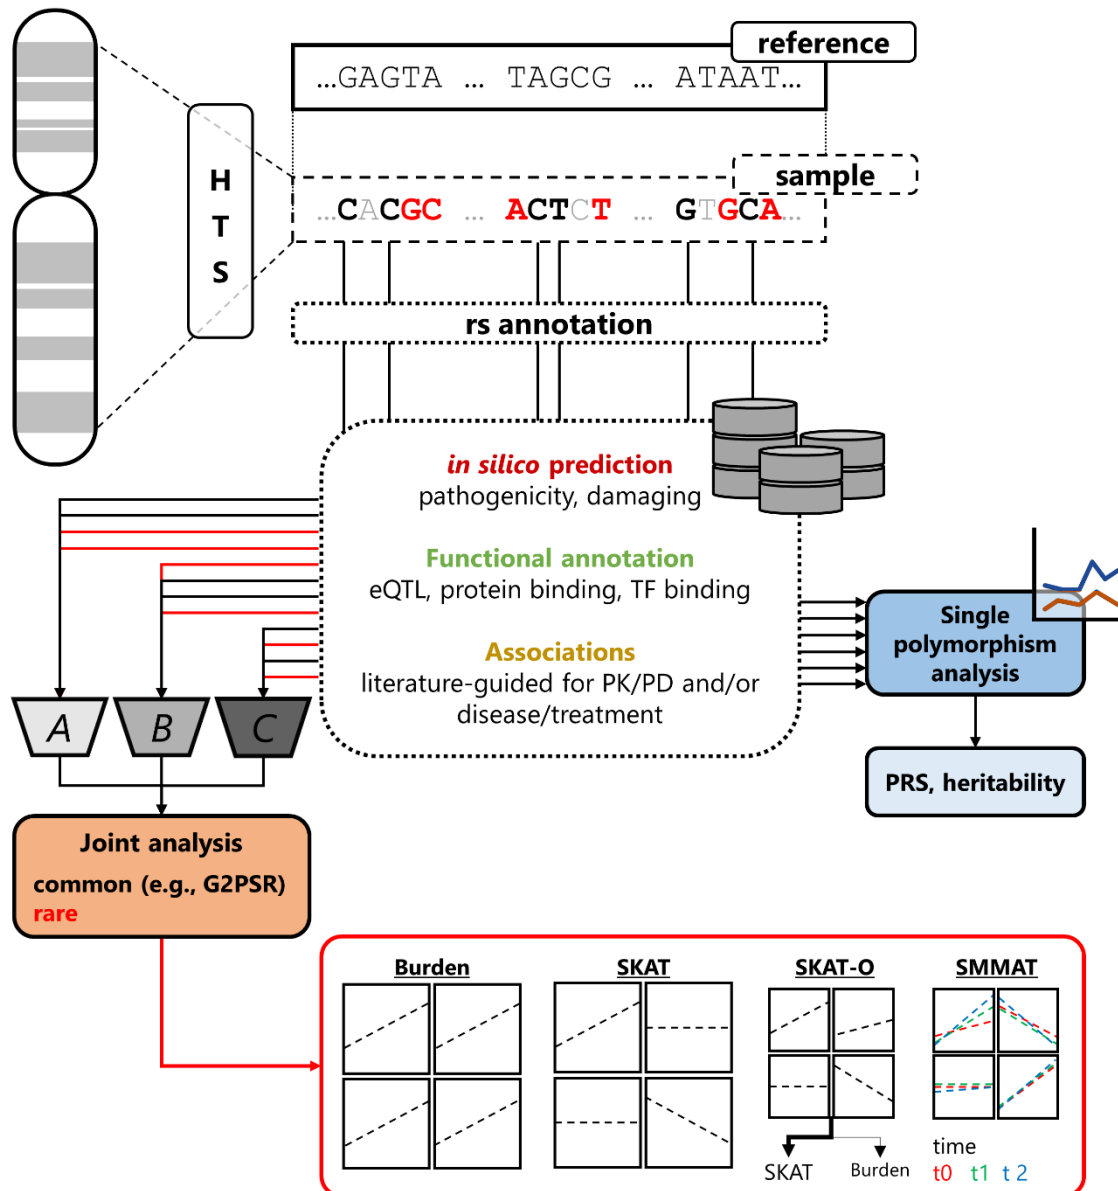 reference
...GAGTA ... TAGCG ... ATAAT...
H
T
S
sample
...CACGC ... ACTCT ... GTGCA...
rs annotation
in silico prediction
pathogenicity, damaging
Functional annotation
eQTL, protein binding, TF binding
Associations
literature-guided for PK/PD and/or
disease/treatment
Single
polymorphism
analysis
PRS, heritability
A
B
C
Joint analysis
common (e.g., G2PSR)
rare
Burden
SKAT
SKAT-O
SMMAT
SKAT
Burden
time
t0 t1 t 2